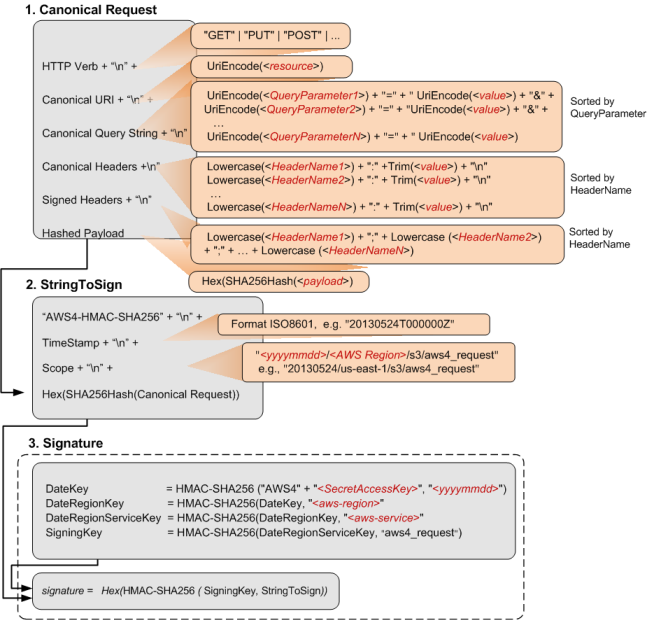 1. Canonical Request
"GET" | "PUT" | "POST" | ...
HTTP Verb + “\n” +
UriEncode(<resource>)
Canonical URI + “\n” +
UriEncode(<QueryParameter1>) + "=" + " UriEncode(<value>) + "&" +
UriEncode(<QueryParameter2>) + "=" + "UriEncode(<value>) + "&" +
...
UriEncode(<QueryParameterN>) + "=" + " UriEncode(<value>)
Sorted by
QueryParameter
Canonical Query String + “\n”
Canonical Headers +\n”
Lowercase(<HeaderName1>) + ":" +Trim(<value>) + "\n"
Lowercase(<HeaderName2>) + ":" +Trim(<value>) + "\n"
...
Lowercase(<HeaderNameN>) + ":" + Trim(<value>) + "\n"
Sorted by
HeaderName
Signed Headers + “\n”
Lowercase(<HeaderName1>) + ";" + Lowercase (<HeaderName2>)
+ ";" + ... + Lowercase (<HeaderNameN>)
Sorted by
HeaderName
Hashed Payload
Hex(SHA256Hash(<payload>)
2. StringToSign
“AWS4-HMAC-SHA256” + “\n” +
Format ISO8601, e.g. "20130524T000000Z"
TimeStamp + “\n” +
"<yyyymmdd>/<AWS Region>/s3/aws4_request"
e.g., "20130524/us-east-1/s3/aws4_request"
Scope + “\n” +
Hex(SHA256Hash(Canonical Request))
3. Signature
DateKey = HMAC-SHA256 ("AWS4" + "<SecretAccessKey>", "<yyyymmdd>")
DateRegionKey = HMAC-SHA256(DateKey, "<aws-region>"
DateRegionServiceKey = HMAC-SHA256(DateRegionKey, "<aws-service>"
SigningKey = HMAC-SHA256(DateRegionServiceKey, "aws4_request")
signature = Hex(HMAC-SHA256 ( SigningKey, StringToSign))